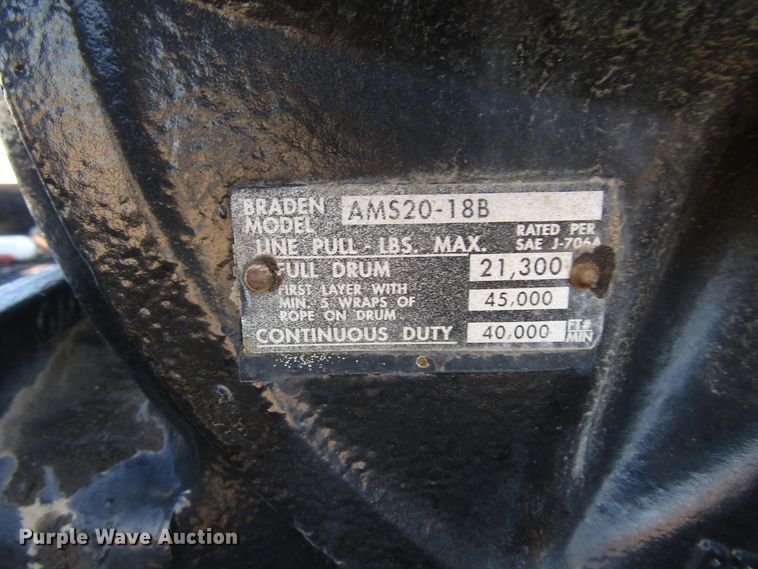 BRADEN MODEL AMS20-18B
LINE PULL - LBS. MAX. RATED PER SAE J-706A
FULL DRUM 21,300
FIRST LAYER WITH
MIN. 5 WRAPS OF
ROPE ON DRUM 45,000
CONTINUOUS DUTY 40,000 FT# MIN
Purple Wave Auction